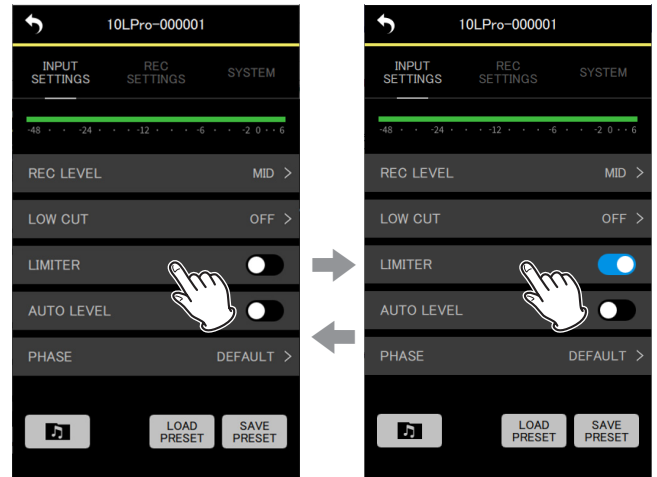 10LPro-000001
INPUT
SETTINGS
REC
SETTINGS
SYSTEM
-48 · · -24 · · -12 · · · -6 · · -2 0 · · 6
REC LEVEL MID >
LOW CUT OFF >
LIMITER
AUTO LEVEL
PHASE DEFAULT >
LOAD
PRESET
SAVE
PRESET
10LPro-000001
INPUT
SETTINGS
REC
SETTINGS
SYSTEM
-48 · · -24 · · -12 · · · -6 · · -2 0 · · 6
REC LEVEL MID >
LOW CUT OFF >
LIMITER
AUTO LEVEL
PHASE DEFAULT >
LOAD
PRESET
SAVE
PRESET